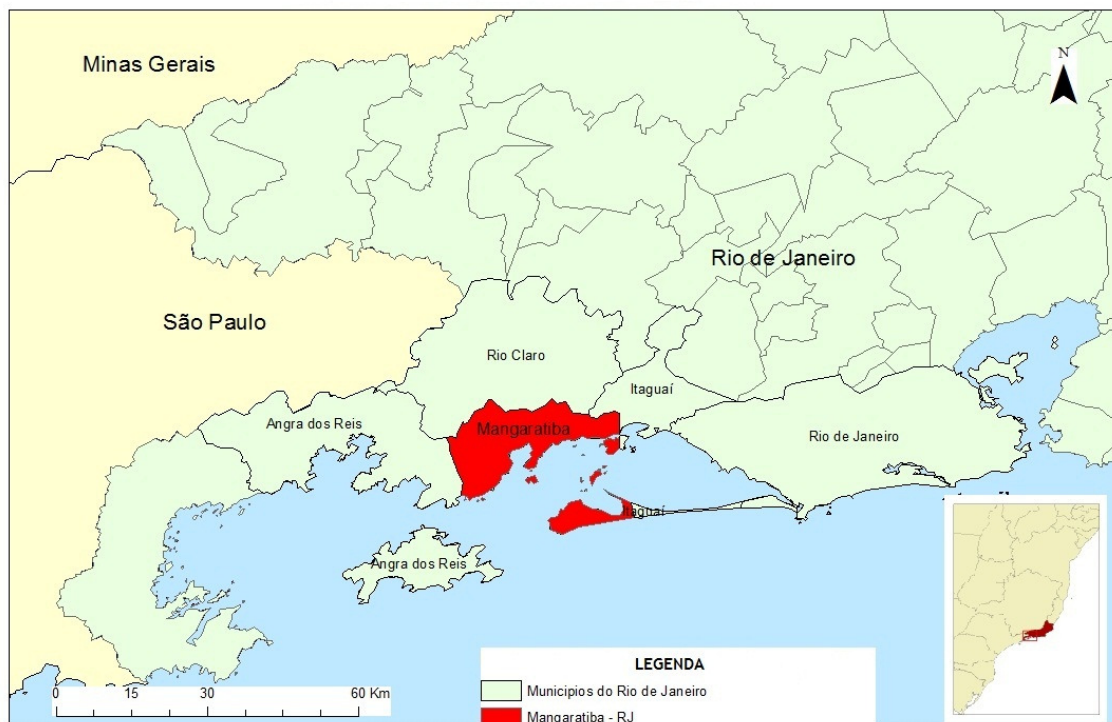 Minas Gerais
N
Rio de Janeiro
São Paulo
Rio Claro
Itaguaí
Angra dos Reis
Mangaratiba
Rio de Janeiro
Itaguaí
Angra dos Reis
LEGENDA
Municipios do Rio de Janeiro
Mangaratiba - RJ
0 15 30 60 Km